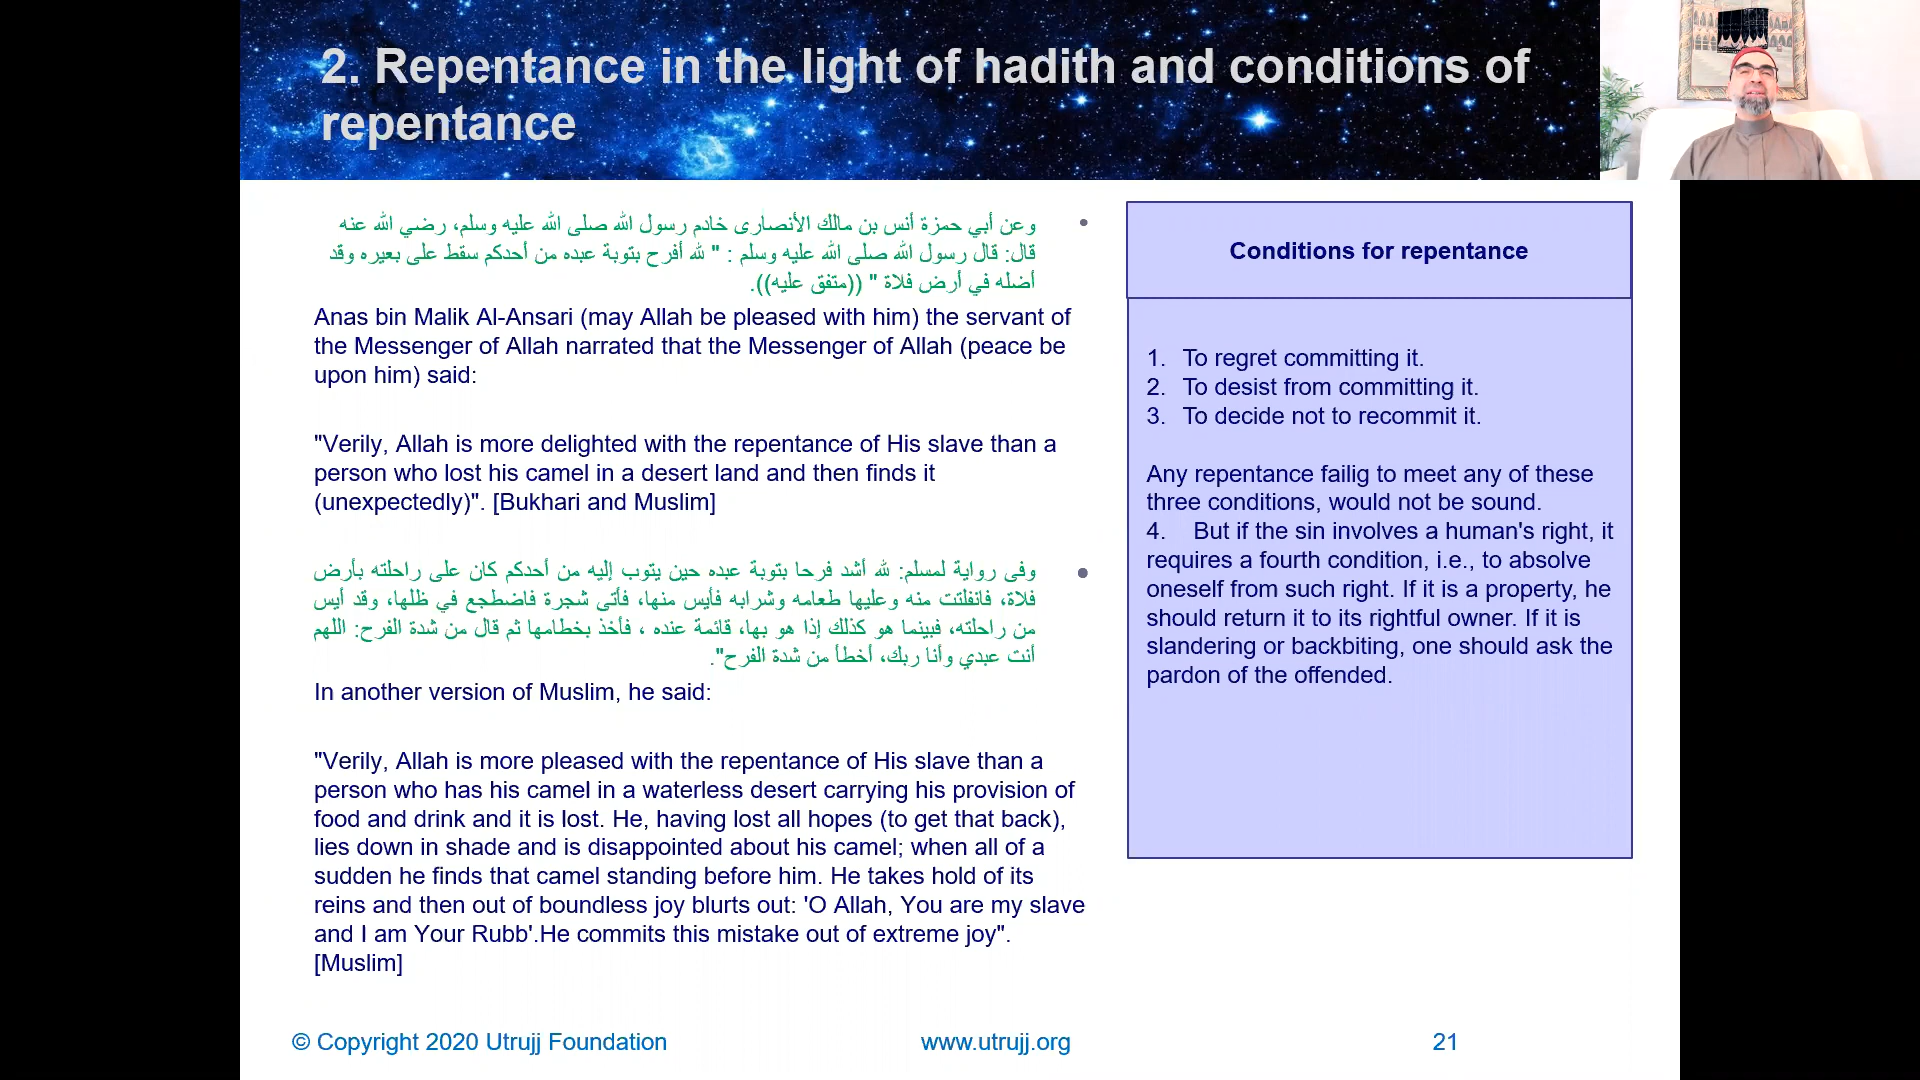 2. Repentance in the light of hadith and conditions of
repentance
وعن أبي حمزة أنس بن مالك الأنصارى خادم رسول الله صلى الله عليه وسلم، رضي الله عنه
قال: قال رسول الله صلى الله عليه وسلم : " لله أفرح بتوبة عبده من أحدكم سقط على بعيره وقد
أضله في أرض فلاة " ((متفق عليه)).
Anas bin Malik Al-Ansari (may Allah be pleased with him) the servant of
the Messenger of Allah narrated that the Messenger of Allah (peace be
upon him) said:
"Verily, Allah is more delighted with the repentance of His slave than a
person who lost his camel in a desert land and then finds it
(unexpectedly)". [Bukhari and Muslim]
وفى رواية لمسلم: لله أشد فرحا بتوبة عبده حين يتوب إليه من أحدكم كان على راحلته بأرض
فلاة، فانفلتت منه وعليها طعامه وشرابه فأيس منها، فأتى شجرة فاضطجع في ظلها، وقد أيس
من راحلته، فبينما هو كذلك إذا هو بها، قائمة عنده ، فأخذ بخطامها ثم قال من شدة الفرح: اللهم
أنت عبدي وأنا ربك، أخطأ من شدة الفرح".
In another version of Muslim, he said:
"Verily, Allah is more pleased with the repentance of His slave than a
person who has his camel in a waterless desert carrying his provision of
food and drink and it is lost. He, having lost all hopes (to get that back),
lies down in shade and is disappointed about his camel; when all of a
sudden he finds that camel standing before him. He takes hold of its
reins and then out of boundless joy blurts out: 'O Allah, You are my slave
and I am Your Rubb'.He commits this mistake out of extreme joy".
[Muslim]
Conditions for repentance
1. To regret committing it.
2. To desist from committing it.
3. To decide not to recommit it.
Any repentance failig to meet any of these
three conditions, would not be sound.
4. But if the sin involves a human's right, it
requires a fourth condition, i.e., to absolve
oneself from such right. If it is a property, he
should return it to its rightful owner. If it is
slandering or backbiting, one should ask the
pardon of the offended.
© Copyright 2020 Utrujj Foundation
www.utrujj.org
21